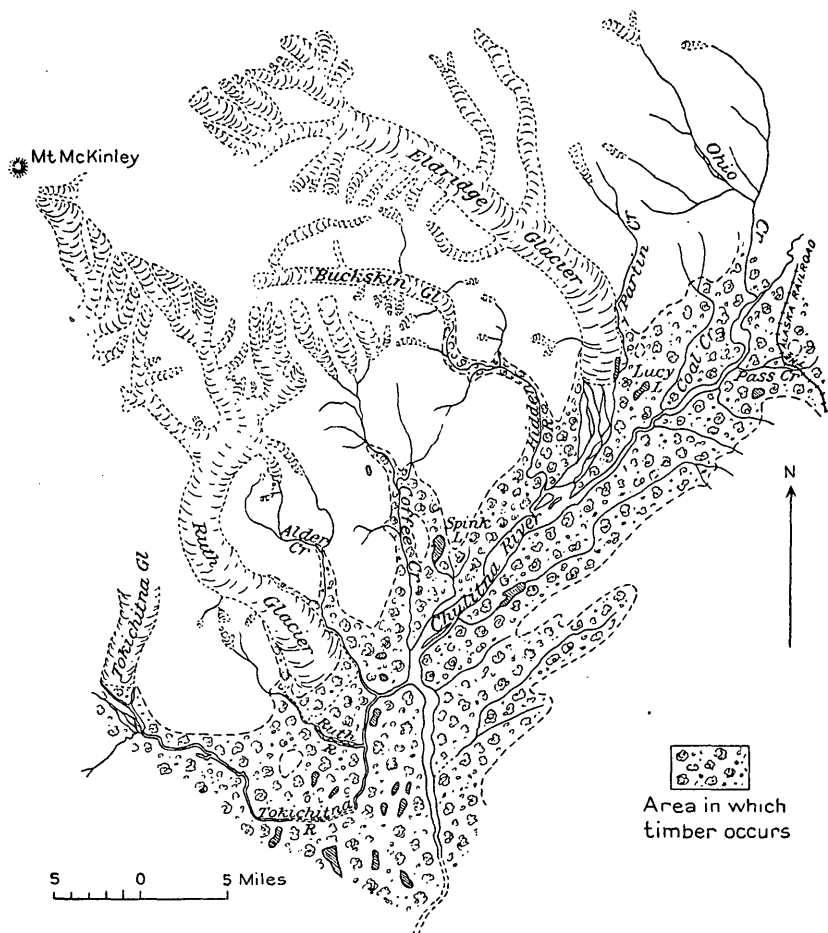 Mt McKinley
Eldridge
Glacier
Ohio
Cr
Cr
Partin
Buckskin Gl
ALASKA RAILROAD
Lucy
L
Coal Cr
Pass Cr
Hidden
R
N
Ruth
Glacier
Alder
Cr
Coffee Cr
Spink
L
Chulitna River
Tokichitna Gl
Ruth
R
Tokichitna
R
Area in which
timber occurs
5 0 5 Miles